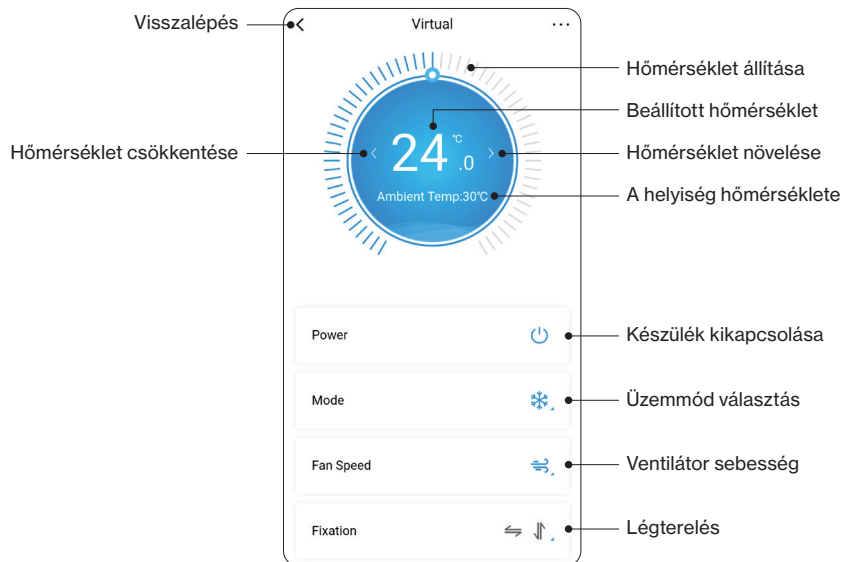 Visszalépés
Virtual
Hőmérséklet állítása
Beállított hőmérséklet
24.0 °C
Hőmérséklet csökkentése
Hőmérséklet növelése
Ambient Temp:30°C
A helyiség hőmérséklete
Power
Készülék kikapcsolása
Mode
Üzemmód választás
Fan Speed
Ventilátor sebesség
Fixation
Légterelés